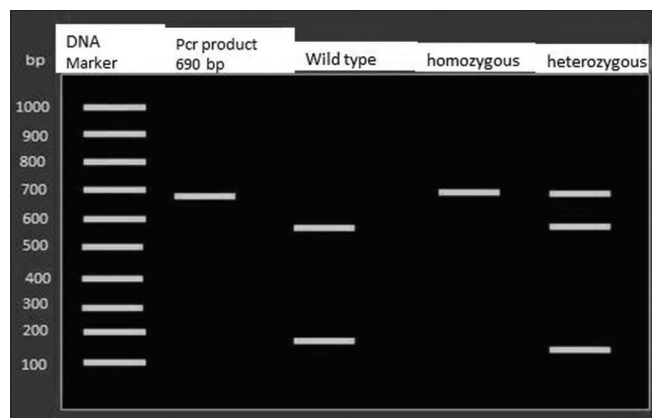 DNA
Marker
Pcr product
690 bp
Wild type
homozygous
heterozygous
bp
1000
900
800
700
600
500
400
300
200
100